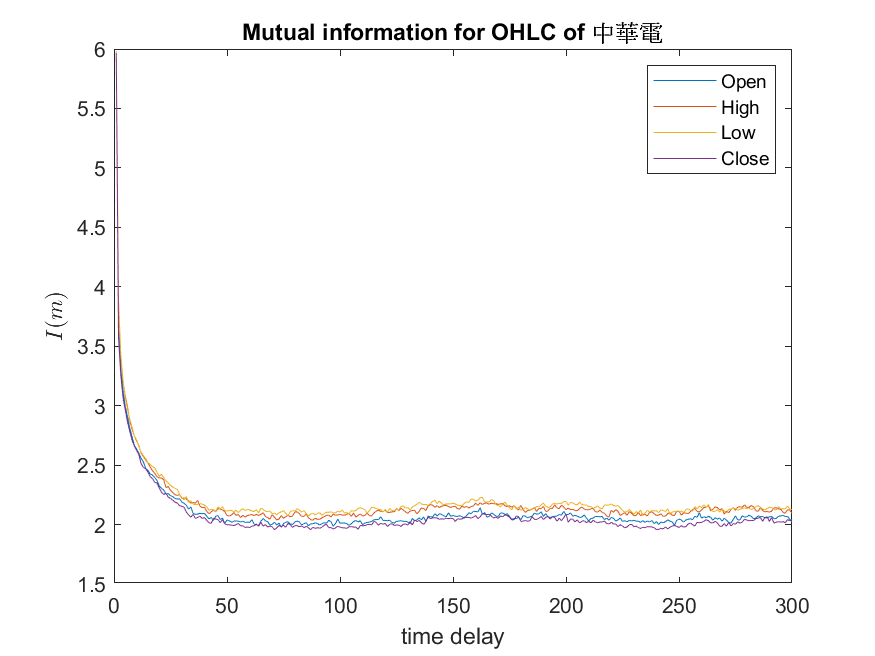 Mutual information for OHLC of 中華電
6
5.5
5
4.5
4
3.5
3
2.5
2
1.5
I(m)
0 50 100 150 200 250 300
time delay
Open
High
Low
Close